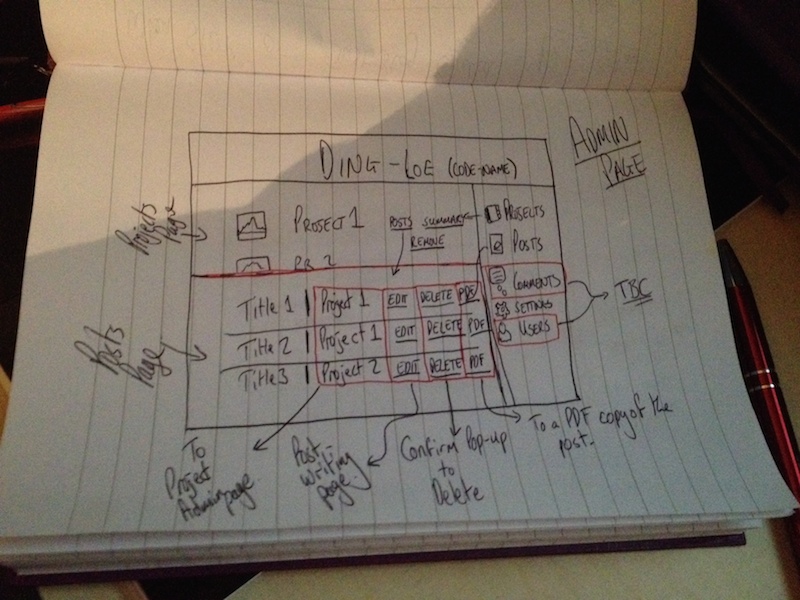 ADMIN
PAGE
DING-LOE (CODE-NAME)
Projects
Page
PROJECT 1
POSTS SUMMARY
REMOVE
PROJECTS
POSTS
COMMENTS
SETTINGS
USERS
TBC
Posts
Page
Title 1 Project 1 EDIT DELETE PDF
Title 2 Project 1 EDIT DELETE PDF
Title 3 Project 2 EDIT DELETE PDF
To
Project
Admin page
Post-
Writing
page.
Confirm Pop-up
to
Delete
To a PDF copy of the
post.